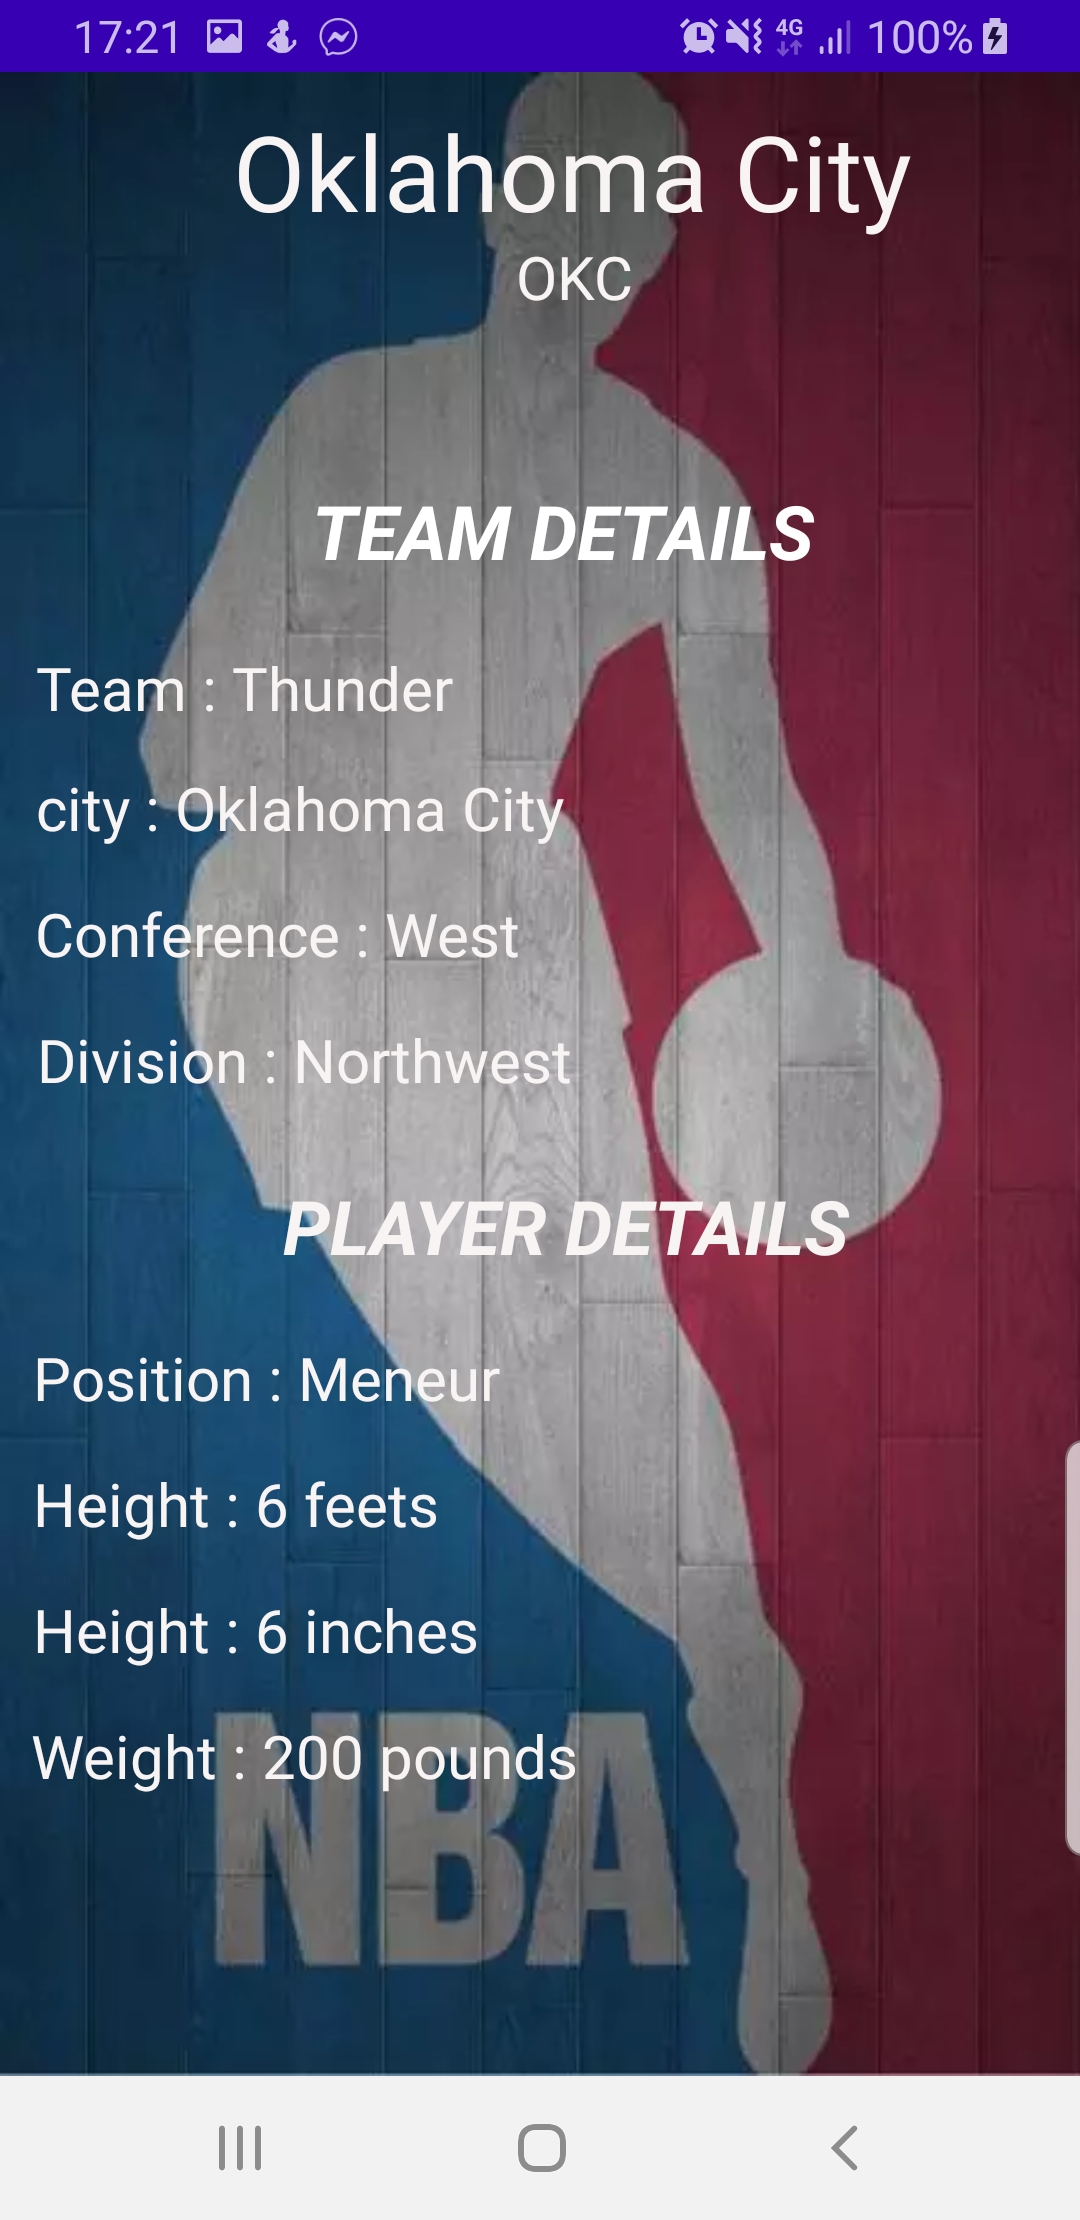 17:21 4G 100%
Oklahoma City
OKC
TEAM DETAILS
Team : Thunder
city : Oklahoma City
Conference : West
Division : Northwest
PLAYER DETAILS
Position : Meneur
Height : 6 feets
Height : 6 inches
Weight : 200 pounds
NBA